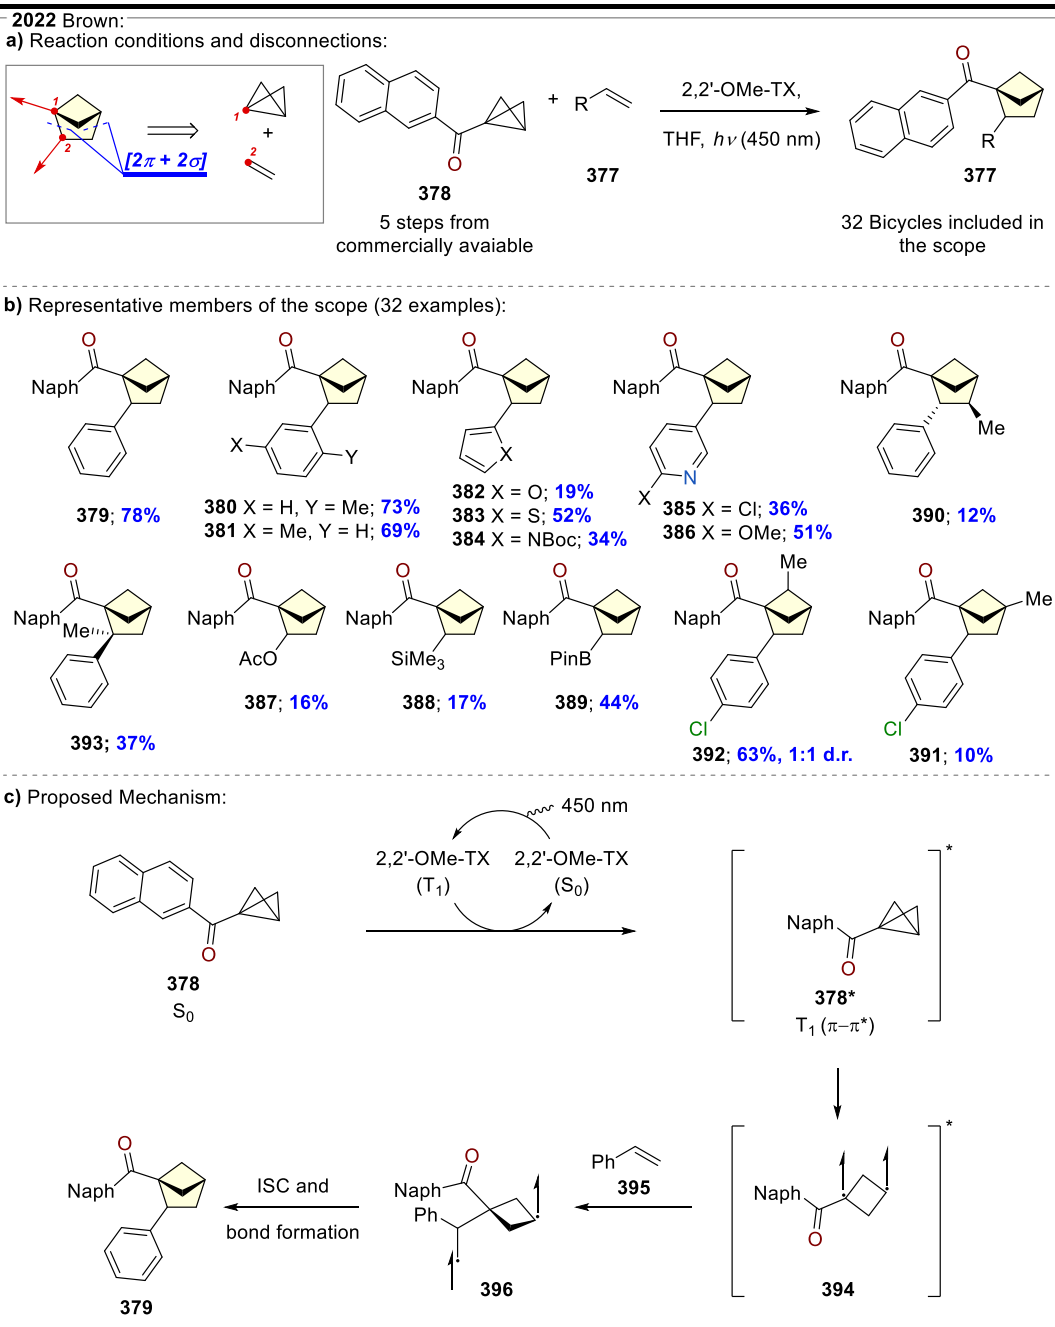 2022 Brown:
a) Reaction conditions and disconnections:
1
2
[2π + 2σ]
1
+
2
O
378
5 steps from
commercially avaiable
+
R
377
2,2'-OMe-TX,
THF, hν (450 nm)
O
R
377
32 Bicycles included in
the scope
b) Representative members of the scope (32 examples):
O
Naph
379; 78%
O
Naph
X
Y
380 X = H, Y = Me; 73%
381 X = Me, Y = H; 69%
O
Naph
X
382 X = O; 19%
383 X = S; 52%
384 X = NBoc; 34%
O
Naph
N
X
385 X = Cl; 36%
386 X = OMe; 51%
O
Naph
Me
390; 12%
O
Naph
Me
393; 37%
O
Naph
AcO
387; 16%
O
Naph
SiMe3
388; 17%
O
Naph
PinB
389; 44%
Me
O
Naph
Cl
392; 63%, 1:1 d.r.
O
Me
Naph
Cl
391; 10%
c) Proposed Mechanism:
O
378
S0
450 nm
2,2'-OMe-TX
(T1)
2,2'-OMe-TX
(S0)
*
Naph
O
378*
T1 (π−π*)
*
Naph
O
394
Ph
395
O
Naph
Ph
396
ISC and
bond formation
O
Naph
379